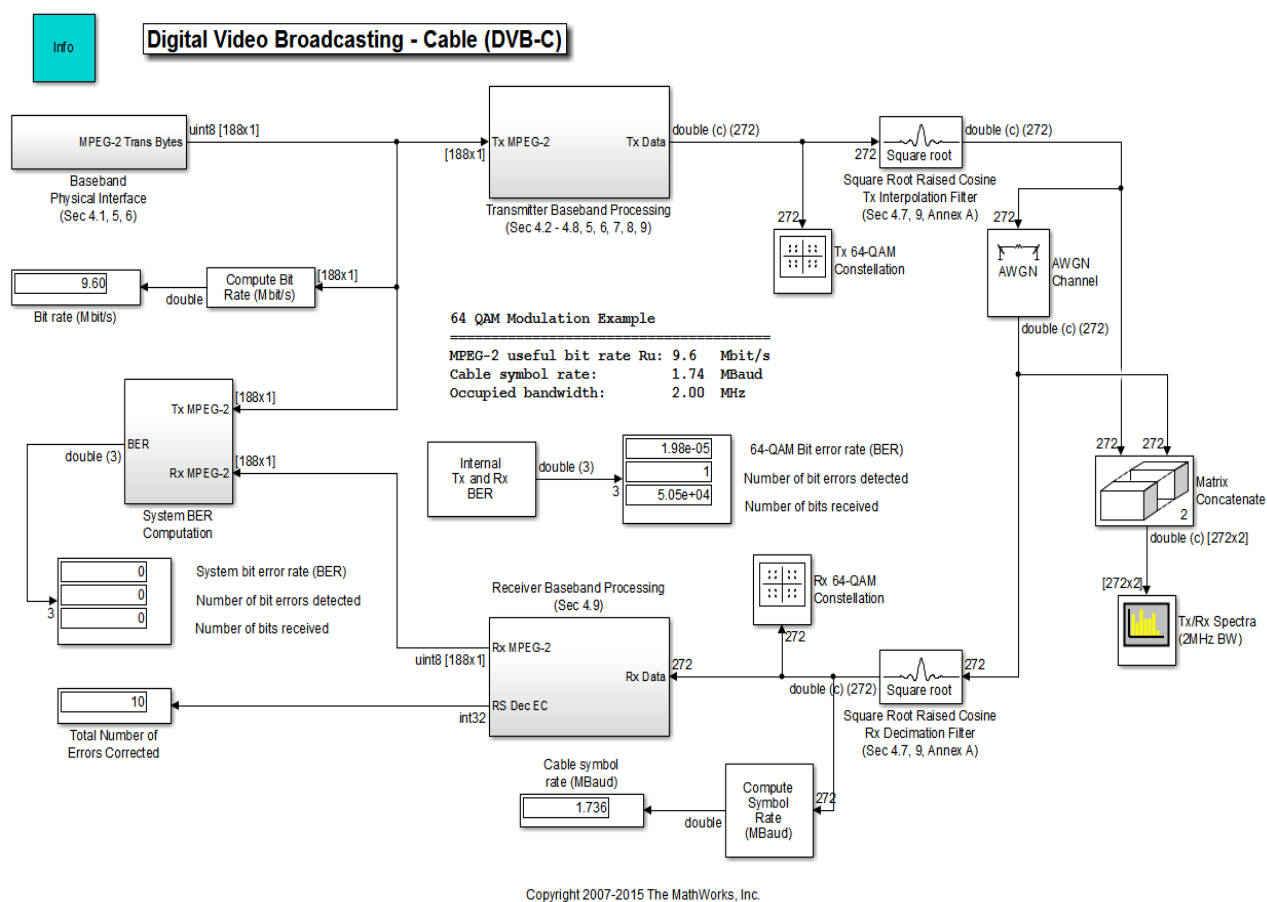 Info
Digital Video Broadcasting - Cable (DVB-C)
MPEG-2 Trans Bytes
uint8 [188x1]
Baseband
Physical Interface
(Sec 4.1, 5, 6)
[188x1]
Tx MPEG-2
Tx Data
Transmitter Baseband Processing
(Sec 4.2 - 4.8, 5, 6, 7, 8, 9)
double (c) (272)
272
Square root
Square Root Raised Cosine
Tx Interpolation Filter
(Sec 4.7, 9, Annex A)
double (c) (272)
272
Tx 64-QAM
Constellation
272
AWGN
AWGN
Channel
double (c) (272)
9.60
Bit rate (Mbit/s)
double
Compute Bit
Rate (Mbit/s)
[188x1]
64 QAM Modulation Example
========================================
MPEG-2 useful bit rate Ru: 9.6 Mbit/s
Cable symbol rate: 1.74 MBaud
Occupied bandwidth: 2.00 MHz
[188x1]
Tx MPEG-2
BER
Rx MPEG-2
[188x1]
double (3)
System BER
Computation
Internal
Tx and Rx
BER
double (3)
3
1.98e-05
1
5.05e+04
64-QAM Bit error rate (BER)
Number of bit errors detected
Number of bits received
272
272
2
Matrix
Concatenate
double (c) [272x2]
[272x2]
Tx/Rx Spectra
(2MHz BW)
3
0
0
0
System bit error rate (BER)
Number of bit errors detected
Number of bits received
Receiver Baseband Processing
(Sec 4.9)
Rx MPEG-2
Rx Data
RS Dec EC
uint8 [188x1]
int32
Rx 64-QAM
Constellation
272
272
double (c) (272)
Square root
272
Square Root Raised Cosine
Rx Decimation Filter
(Sec 4.7, 9, Annex A)
10
Total Number of
Errors Corrected
Cable symbol
rate (MBaud)
1.736
double
Compute
Symbol
Rate
(MBaud)
272
Copyright 2007-2015 The MathWorks, Inc.